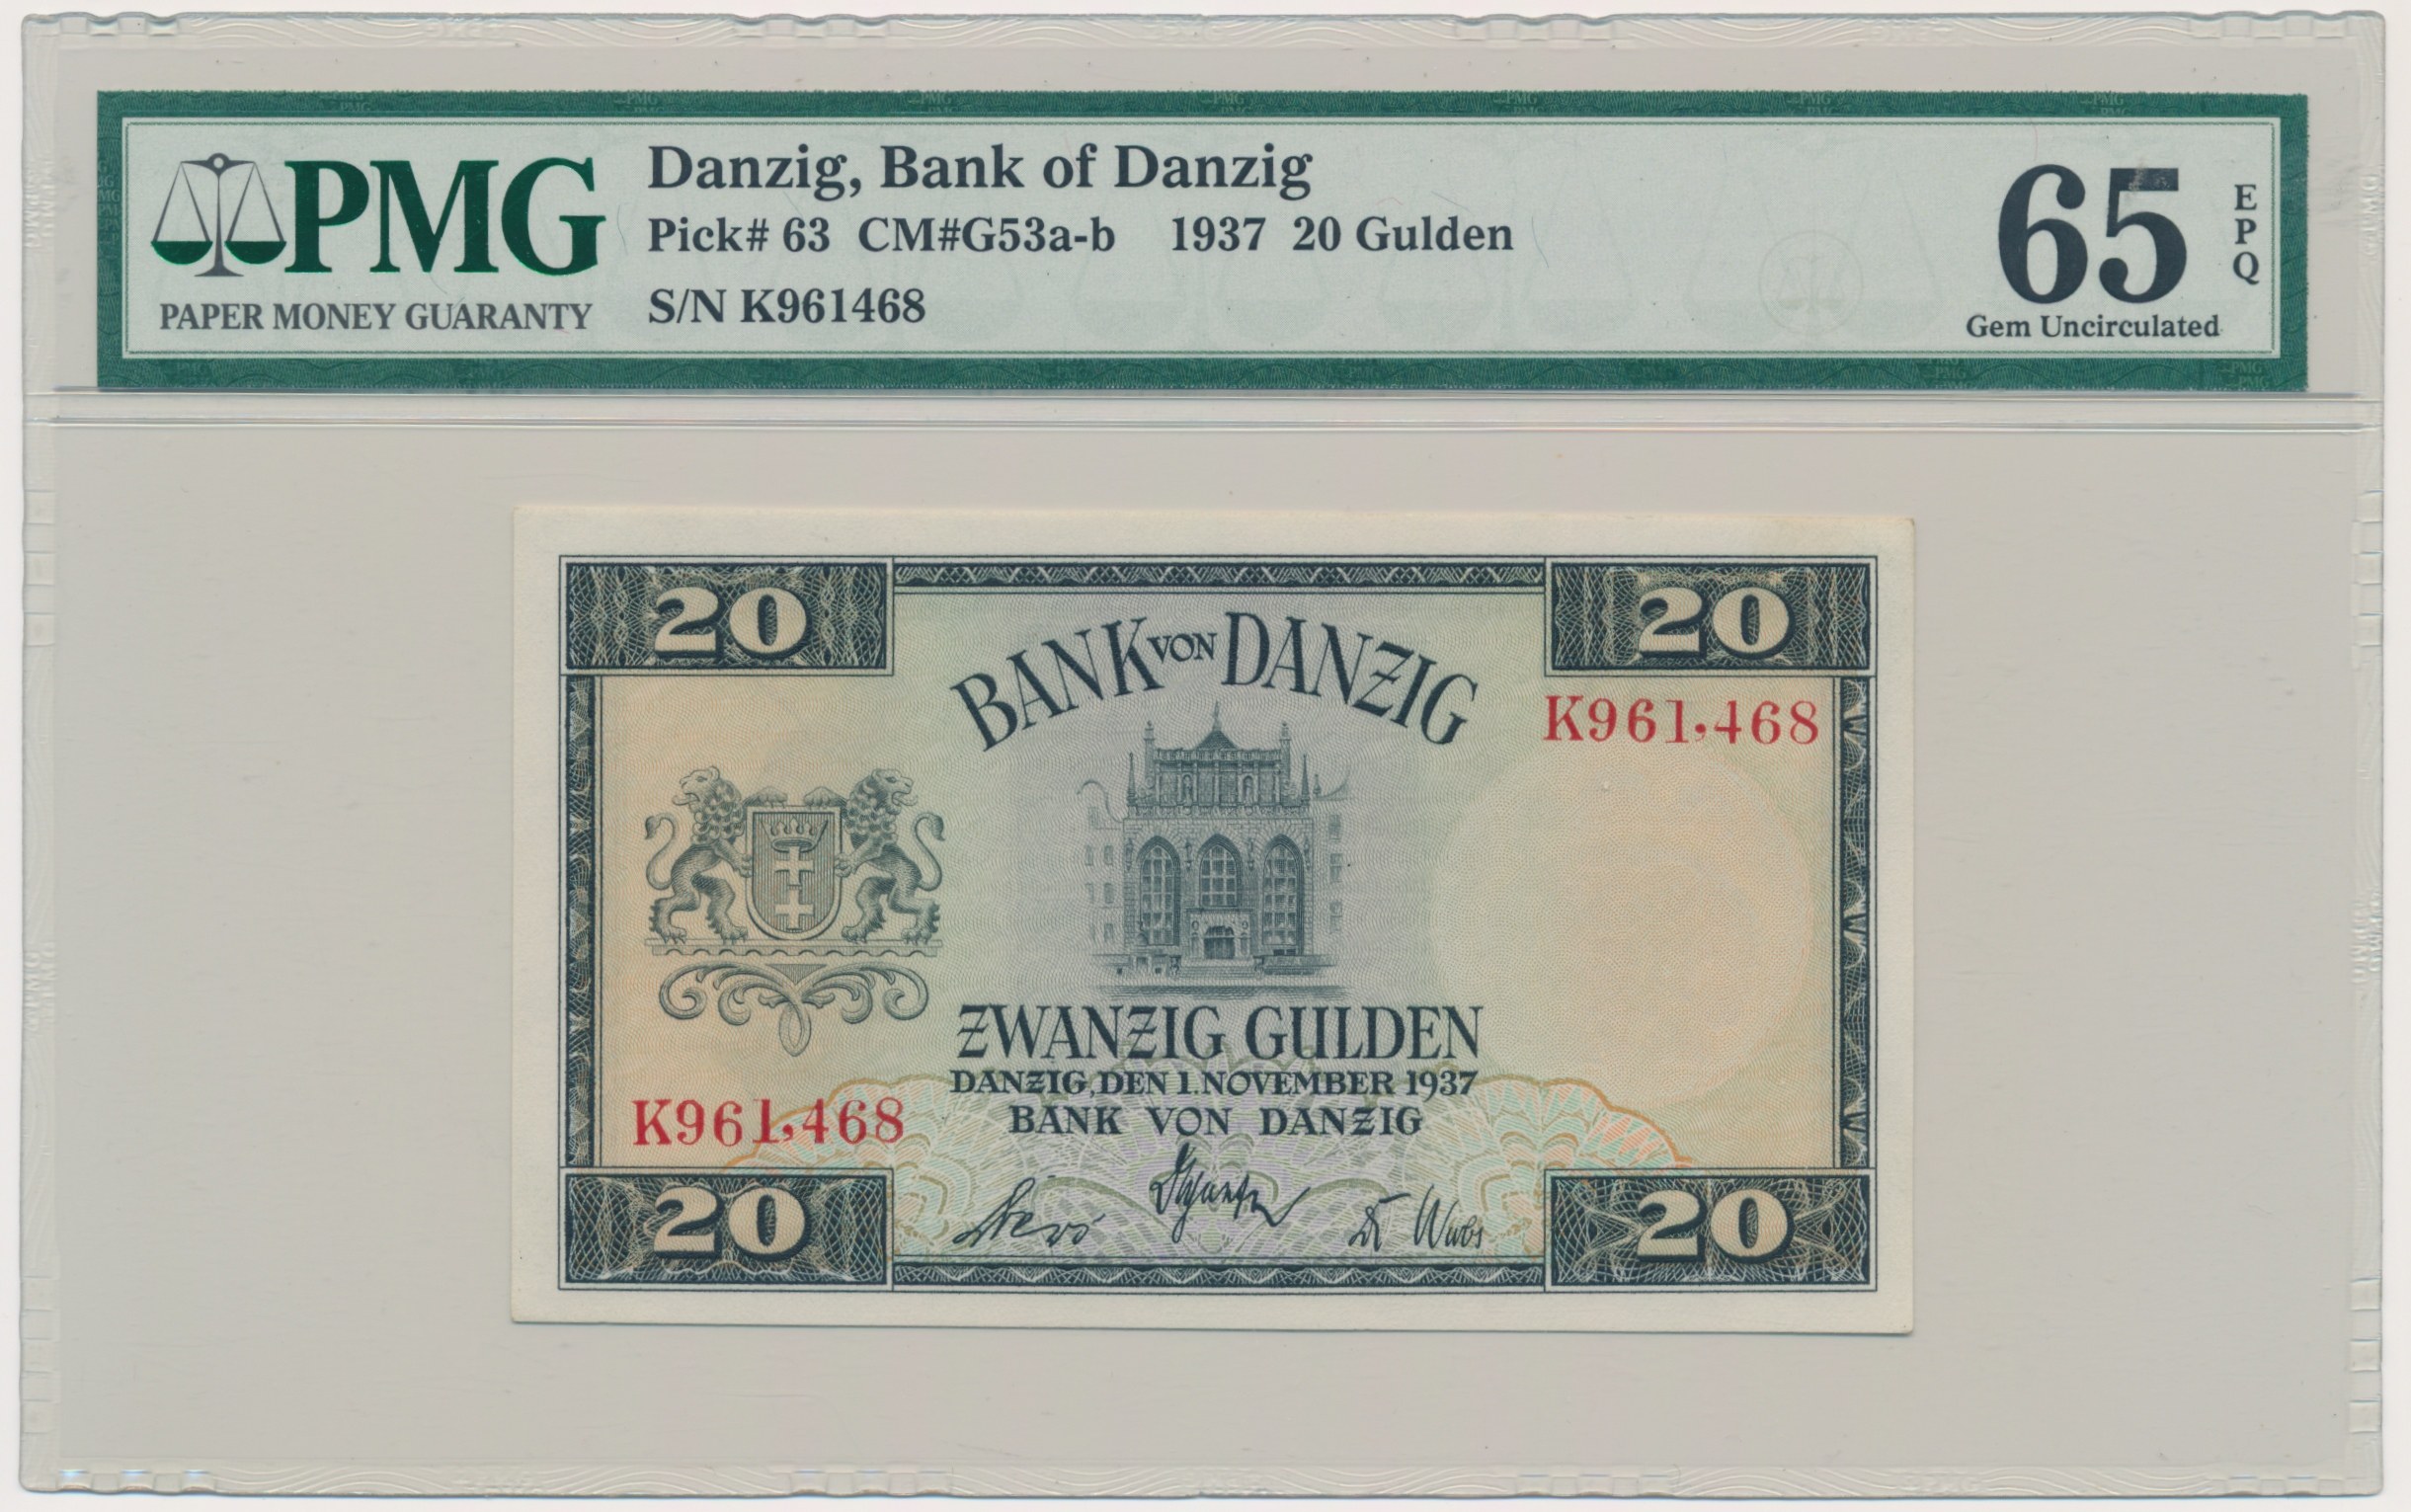 PMG
PAPER MONEY GUARANTY
Danzig, Bank of Danzig
Pick# 63 CM#G53a-b 1937 20 Gulden
S/N K961468
65
EPQ
Gem Uncirculated
20 20
BANK VON DANZIG
K961,468
ZWANZIG GULDEN
DANZIG, DEN 1. NOVEMBER 1937
K961,468
BANK VON DANZIG
20 20